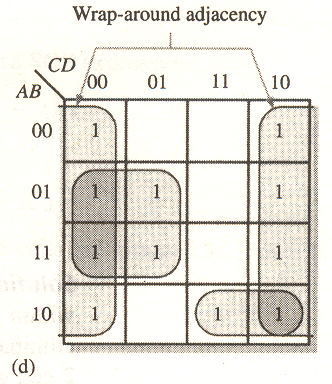 Wrap-around adjacency
CD
AB
00 01 11 10
00 1 1
01 1 1 1
11 1 1 1
10 1 1 1
(d)